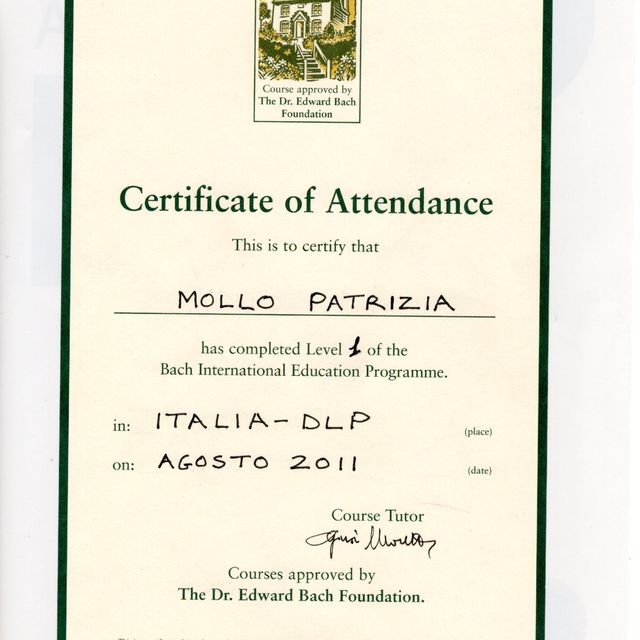 Course approved by
The Dr. Edward Bach
Foundation
Certificate of Attendance
This is to certify that
MOLLO PATRIZIA
has completed Level 1 of the
Bach International Education Programme.
in: ITALIA-DLP (place)
on: AGOSTO 2011 (date)
Course Tutor
Courses approved by
The Dr. Edward Bach Foundation.